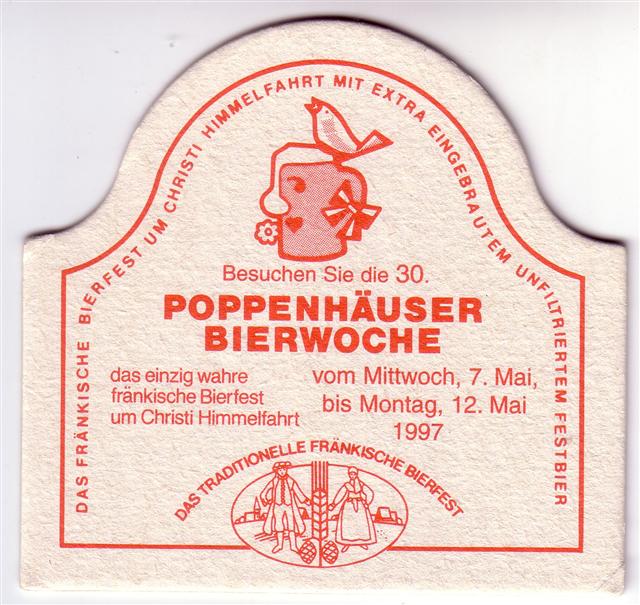 DAS FRÄNKISCHE BIERFEST UM CHRISTI HIMMELFAHRT MIT EXTRA EINGEBRAUTEM UNFILTRIERTEM FESTBIER
Besuchen Sie die 30.
POPPENHÄUSER
BIERWOCHE
das einzig wahre
fränkische Bierfest
um Christi Himmelfahrt
vom Mittwoch, 7. Mai,
bis Montag, 12. Mai
1997
DAS TRADITIONELLE FRÄNKISCHE BIERFEST